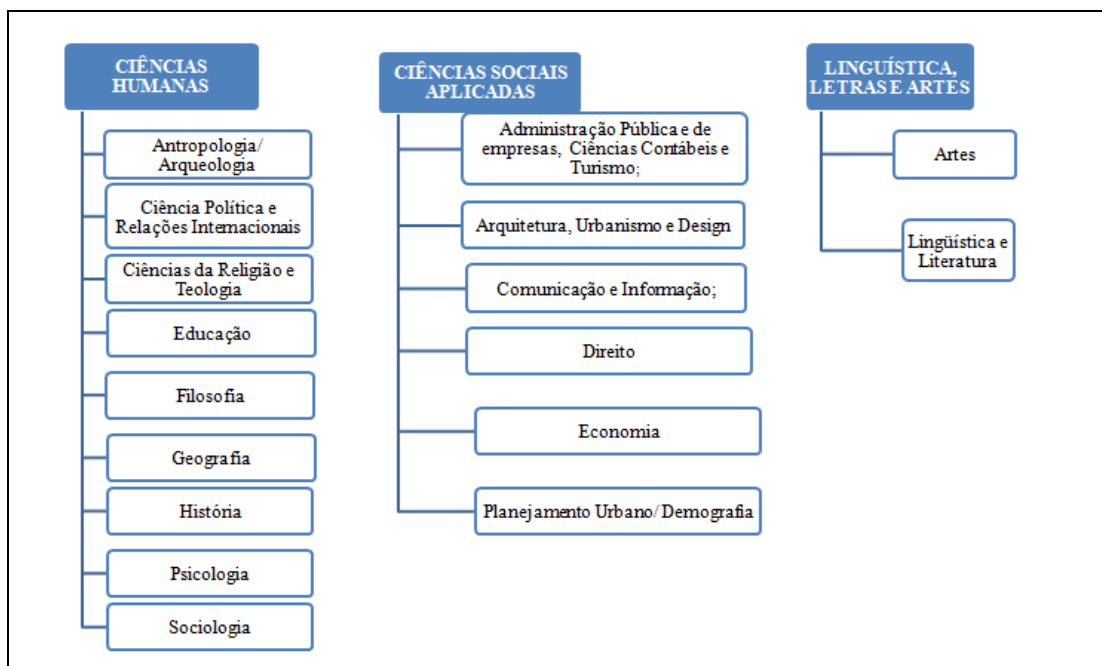 CIÊNCIAS
HUMANAS
Antropologia/
Arqueologia
Ciência Política e
Relações Internacionais
Ciências da Religião e
Teologia
Educação
Filosofia
Geografia
História
Psicologia
Sociologia
CIÊNCIAS SOCIAIS
APLICADAS
Administração Pública e de
empresas, Ciências Contábeis e
Turismo;
Arquitetura, Urbanismo e Design
Comunicação e Informação;
Direito
Economia
Planejamento Urbano/ Demografia
LINGUÍSTICA,
LETRAS E ARTES
Artes
Lingüística e
Literatura